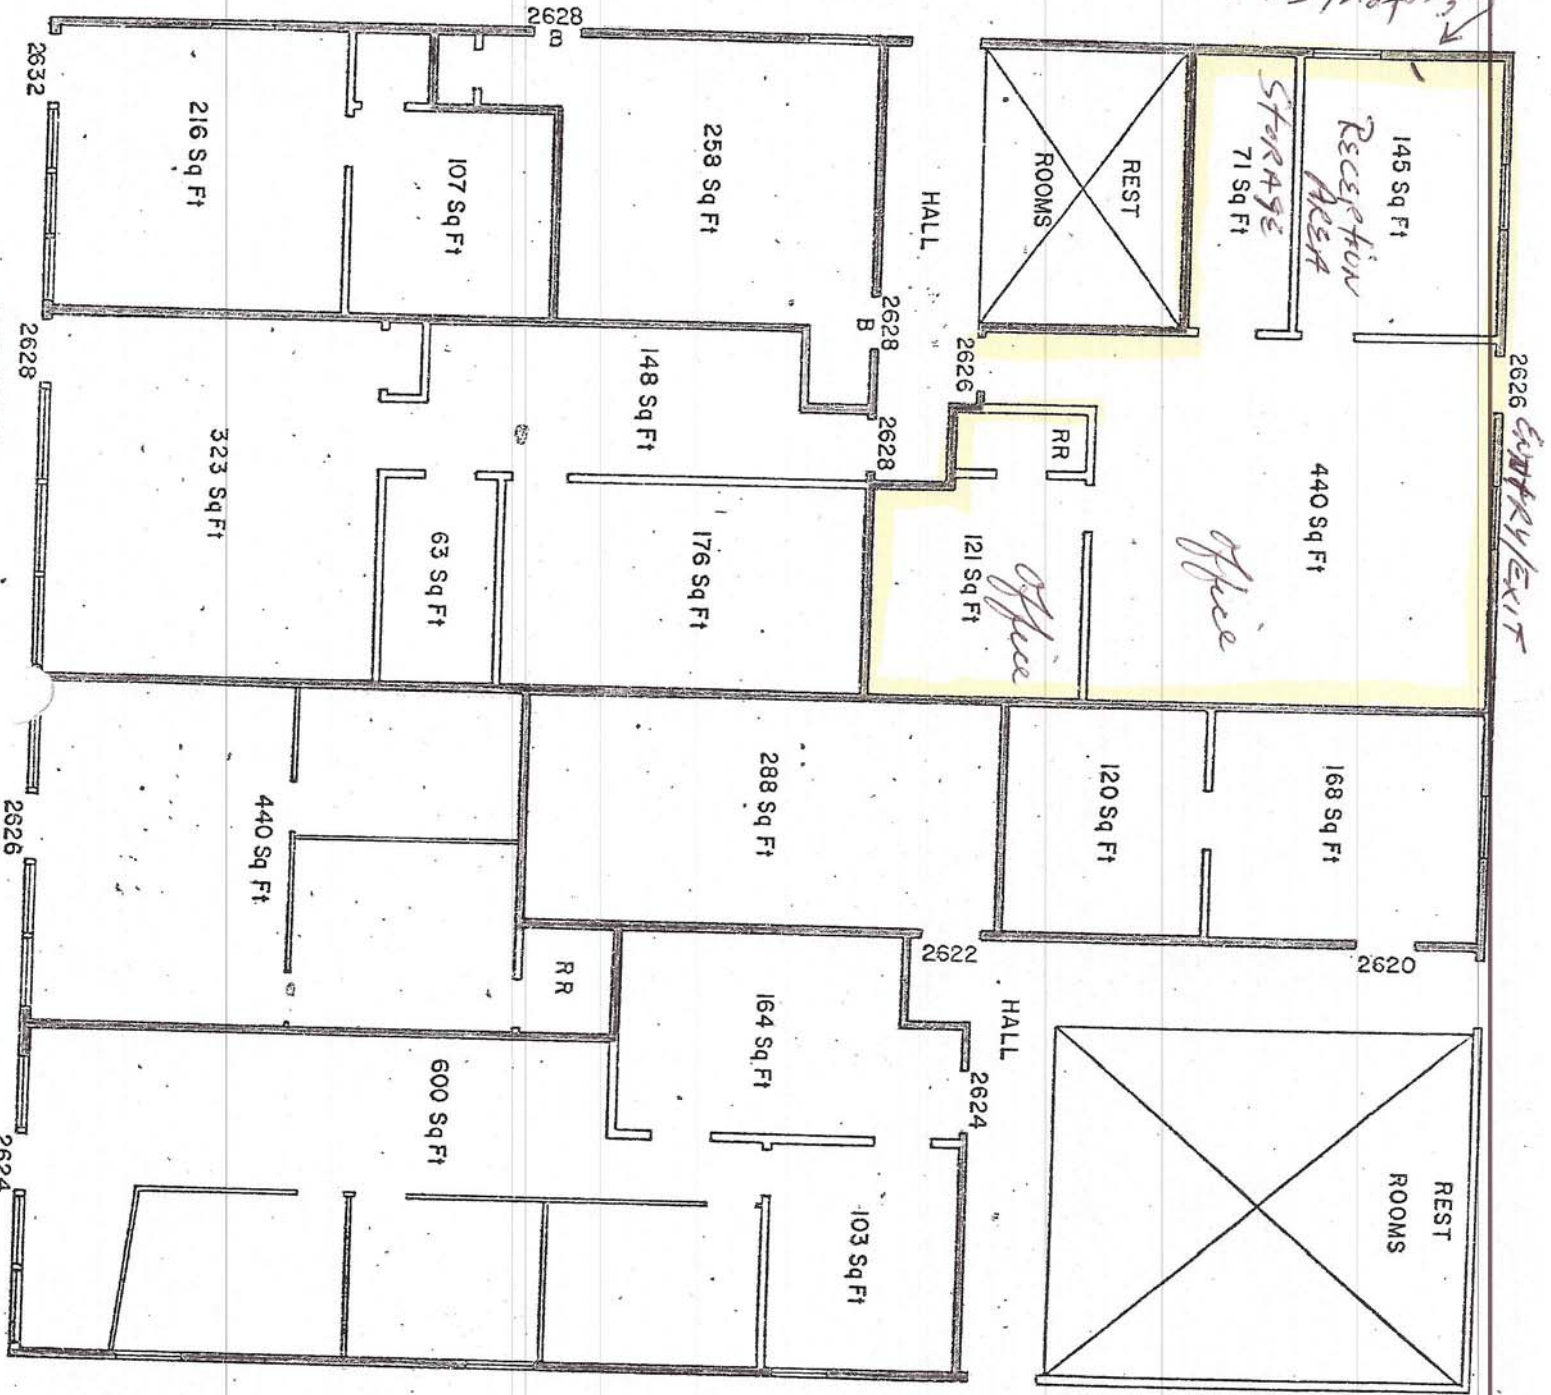 2628
B
2632
216 Sq Ft
107 Sq Ft
258 Sq Ft
HALL
REST
ROOMS
STORAGE
71 Sq Ft
145 Sq Ft
RECEPTION
AREA
2628
B
2626
2626
ENTRY/EXIT
2628
148 Sq Ft
2628
RR
323 Sq Ft
63 Sq Ft
176 Sq Ft
121 Sq Ft
office
440 Sq Ft
office
2626
440 Sq Ft.
288 Sq Ft
120 Sq Ft
168 Sq Ft
2622
2620
RR
164 Sq Ft
HALL
2624
600 Sq Ft
103 Sq Ft
REST
ROOMS
2624